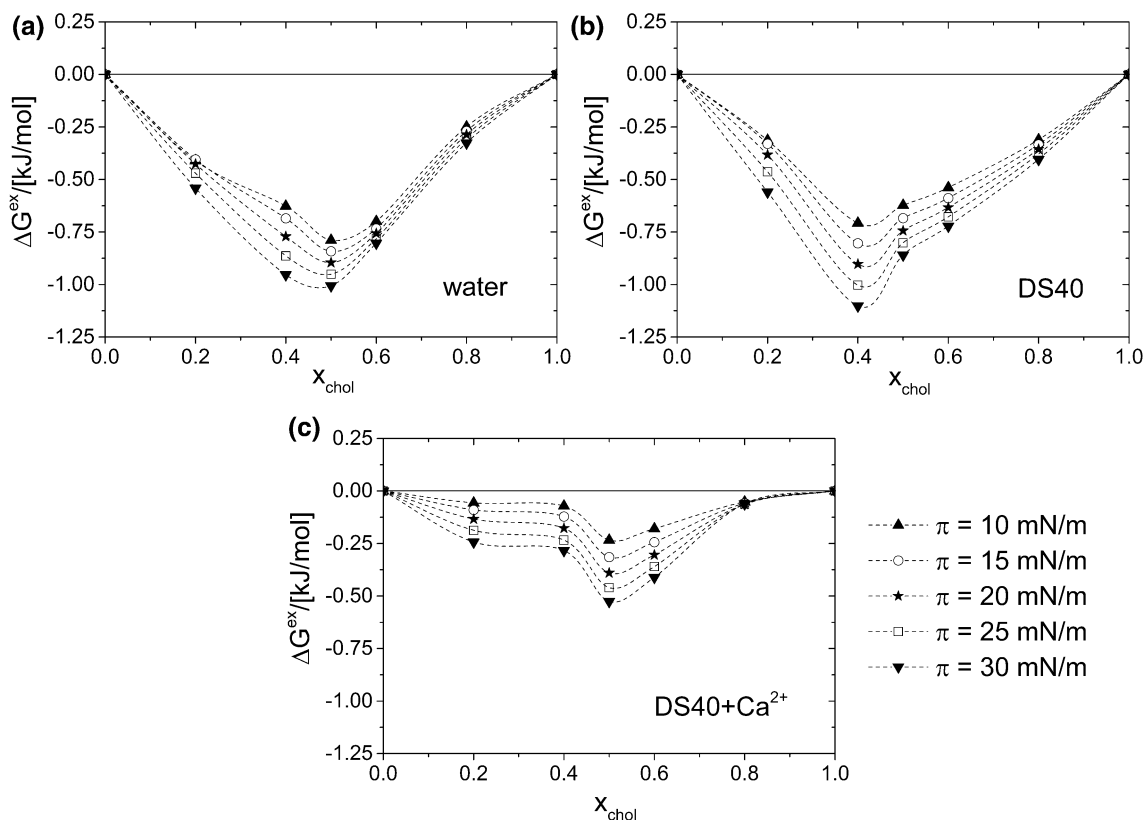 (a)
0.25
0.00
-0.25
-0.50
-0.75
-1.00
-1.25
ΔG^ex/[kJ/mol]
water
0.0 0.2 0.4 0.6 0.8 1.0
x_chol
(b)
0.25
0.00
-0.25
-0.50
-0.75
-1.00
-1.25
ΔG^ex/[kJ/mol]
DS40
0.0 0.2 0.4 0.6 0.8 1.0
x_chol
(c)
0.25
0.00
-0.25
-0.50
-0.75
-1.00
-1.25
ΔG^ex/[kJ/mol]
DS40+Ca²⁺
0.0 0.2 0.4 0.6 0.8 1.0
x_chol
π = 10 mN/m
π = 15 mN/m
π = 20 mN/m
π = 25 mN/m
π = 30 mN/m